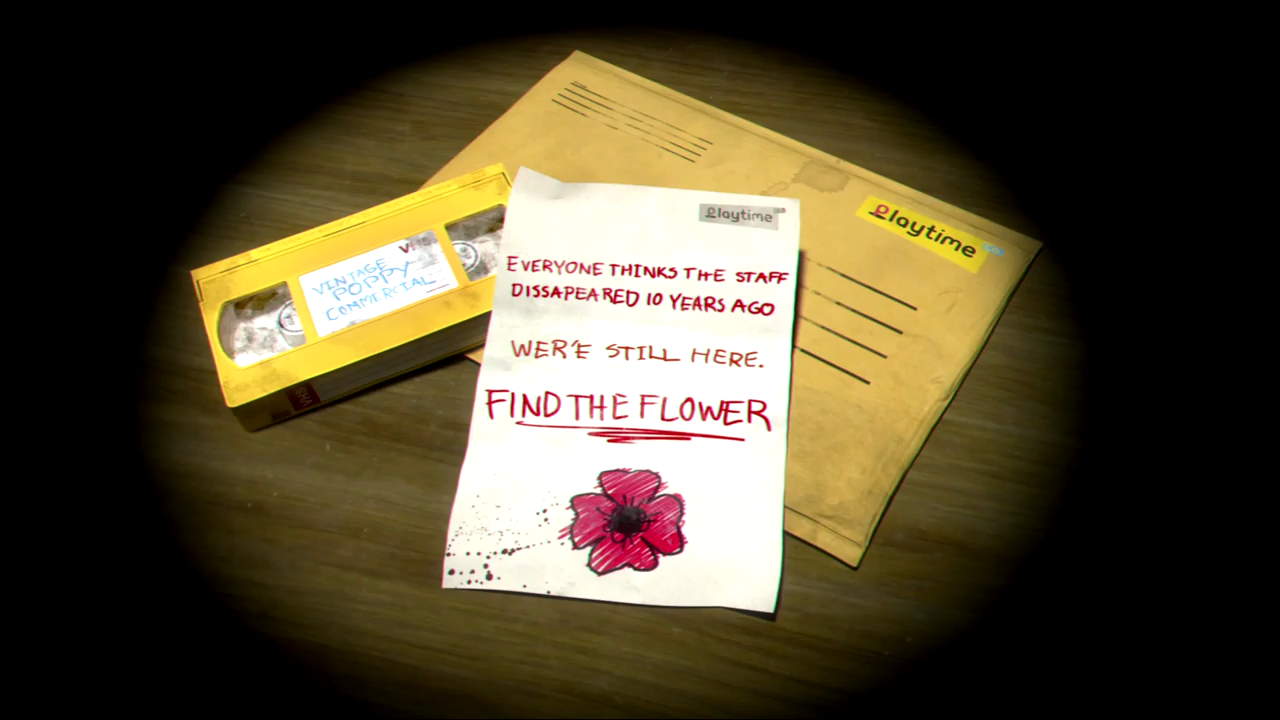 Playtime
EVERYONE THINKS THE STAFF
DISSAPEARED 10 YEARS AGO
WER'E STILL HERE.
FIND THE FLOWER
VINTAGE
POPPY
COMMERCIAL
VHS
Playtime